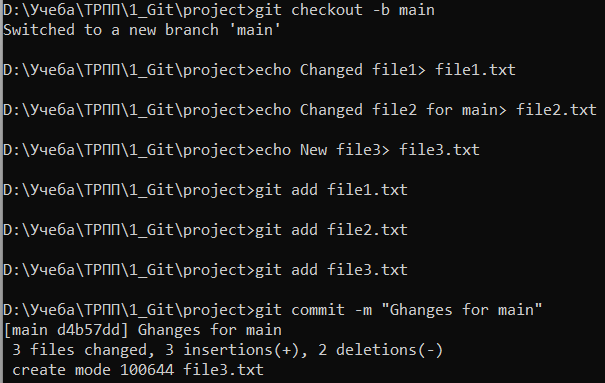 D:\Учеба\ТРПП\1_Git\project>git checkout -b main
Switched to a new branch 'main'
D:\Учеба\ТРПП\1_Git\project>echo Changed file1> file1.txt
D:\Учеба\ТРПП\1_Git\project>echo Changed file2 for main> file2.txt
D:\Учеба\ТРПП\1_Git\project>echo New file3> file3.txt
D:\Учеба\ТРПП\1_Git\project>git add file1.txt
D:\Учеба\ТРПП\1_Git\project>git add file2.txt
D:\Учеба\ТРПП\1_Git\project>git add file3.txt
D:\Учеба\ТРПП\1_Git\project>git commit -m "Ghanges for main"
[main d4b57dd] Ghanges for main
 3 files changed, 3 insertions(+), 2 deletions(-)
 create mode 100644 file3.txt